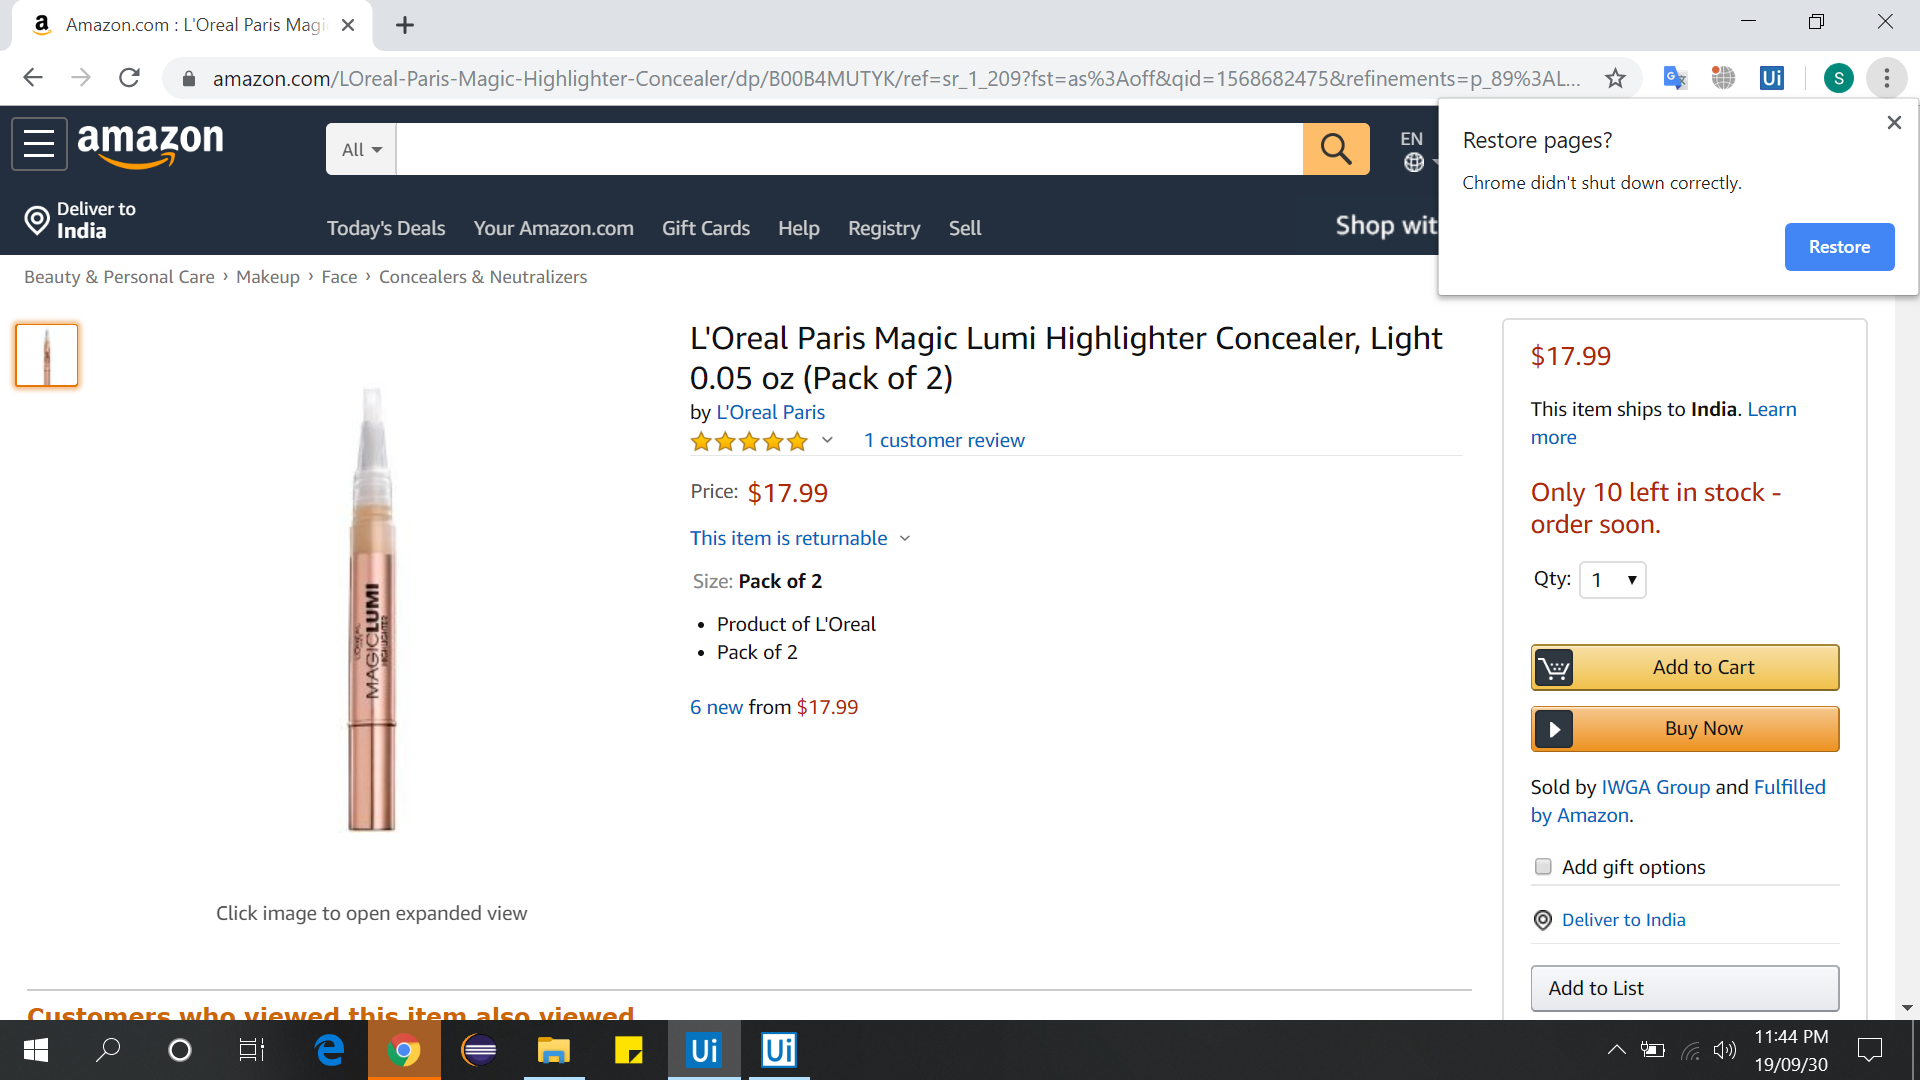 Amazon.com : L'Oreal Paris Magi
amazon.com/LOreal-Paris-Magic-Highlighter-Concealer/dp/B00B4MUTYK/ref=sr_1_209?fst=as%3Aoff&qid=1568682475&refinements=p_89%3AL...
Ui
S
Restore pages?
Chrome didn't shut down correctly.
Restore
amazon
All
EN
Deliver to
India
Today's Deals
Your Amazon.com
Gift Cards
Help
Registry
Sell
Shop wit
Beauty & Personal Care › Makeup › Face › Concealers & Neutralizers
L'Oreal Paris Magic Lumi Highlighter Concealer, Light
0.05 oz (Pack of 2)
by L'Oreal Paris
1 customer review
Price: $17.99
This item is returnable
Size: Pack of 2
• Product of L'Oreal
• Pack of 2
6 new from $17.99
L'OREAL
MAGIC LUMI
HIGHLIGHTER
Click image to open expanded view
Customers who viewed this item also viewed
$17.99
This item ships to India. Learn
more
Only 10 left in stock -
order soon.
Qty: 1
Add to Cart
Buy Now
Sold by IWGA Group and Fulfilled
by Amazon.
Add gift options
Deliver to India
Add to List
Ui
Ui
11:44 PM
19/09/30